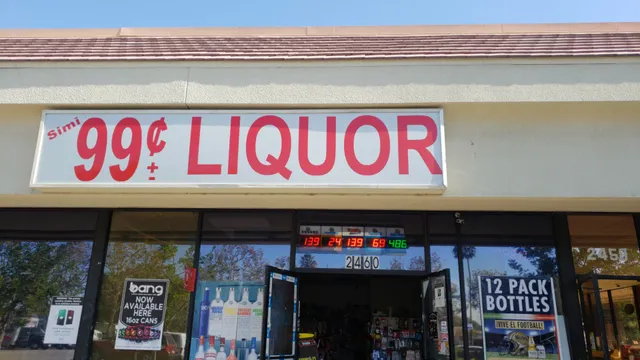 Simi
99¢ ± LIQUOR
139 24 139 69 486
2460
2464
bang
NOW
AVAILABLE
HERE
16oz CANS
12 PACK
BOTTLES
¡VIVE EL FOOTBALL!